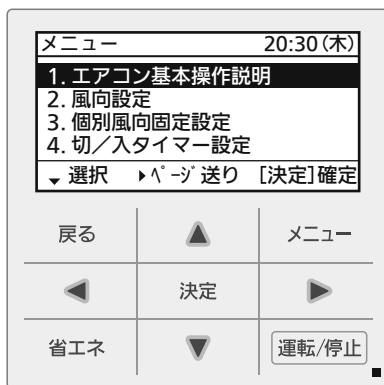 メニュー 20:30(木)
1. エアコン基本操作説明
2. 風向設定
3. 個別風向固定設定
4. 切／入タイマー設定
選択 ﾍﾟｰｼﾞ送り [決定]確定
戻る メニュー
決定
省エネ 運転/停止